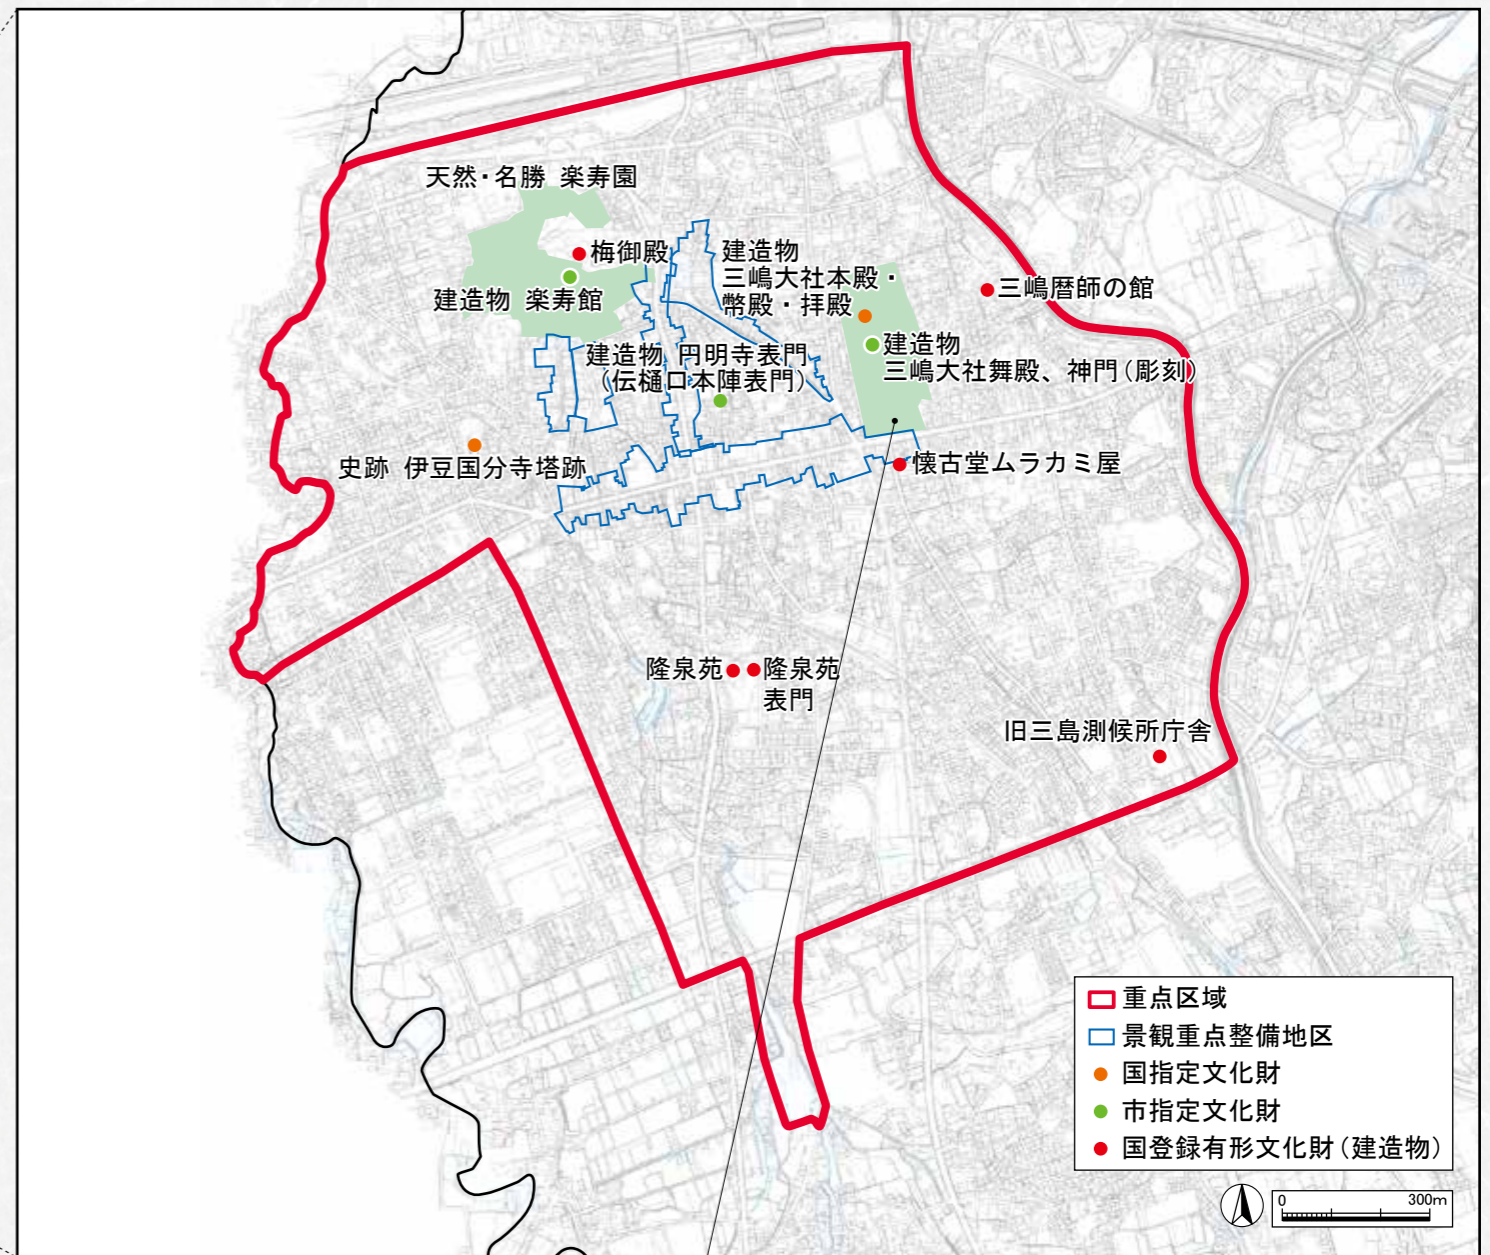 天然・名勝 楽寿園
梅御殿
建造物 楽寿館
建造物
三嶋大社本殿・
幣殿・拝殿
三嶋暦師の館
建造物
三嶋大社舞殿、神門(彫刻)
建造物 円明寺表門
(伝樋口本陣表門)
史跡 伊豆国分寺塔跡
懐古堂ムラカミ屋
隆泉苑
隆泉苑
表門
旧三島測候所庁舎
重点区域
景観重点整備地区
国指定文化財
市指定文化財
国登録有形文化財(建造物)
0 300m